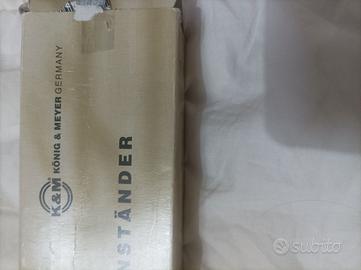 K&M KÖNIG & MEYER GERMANY
NSTÄNDER
subito